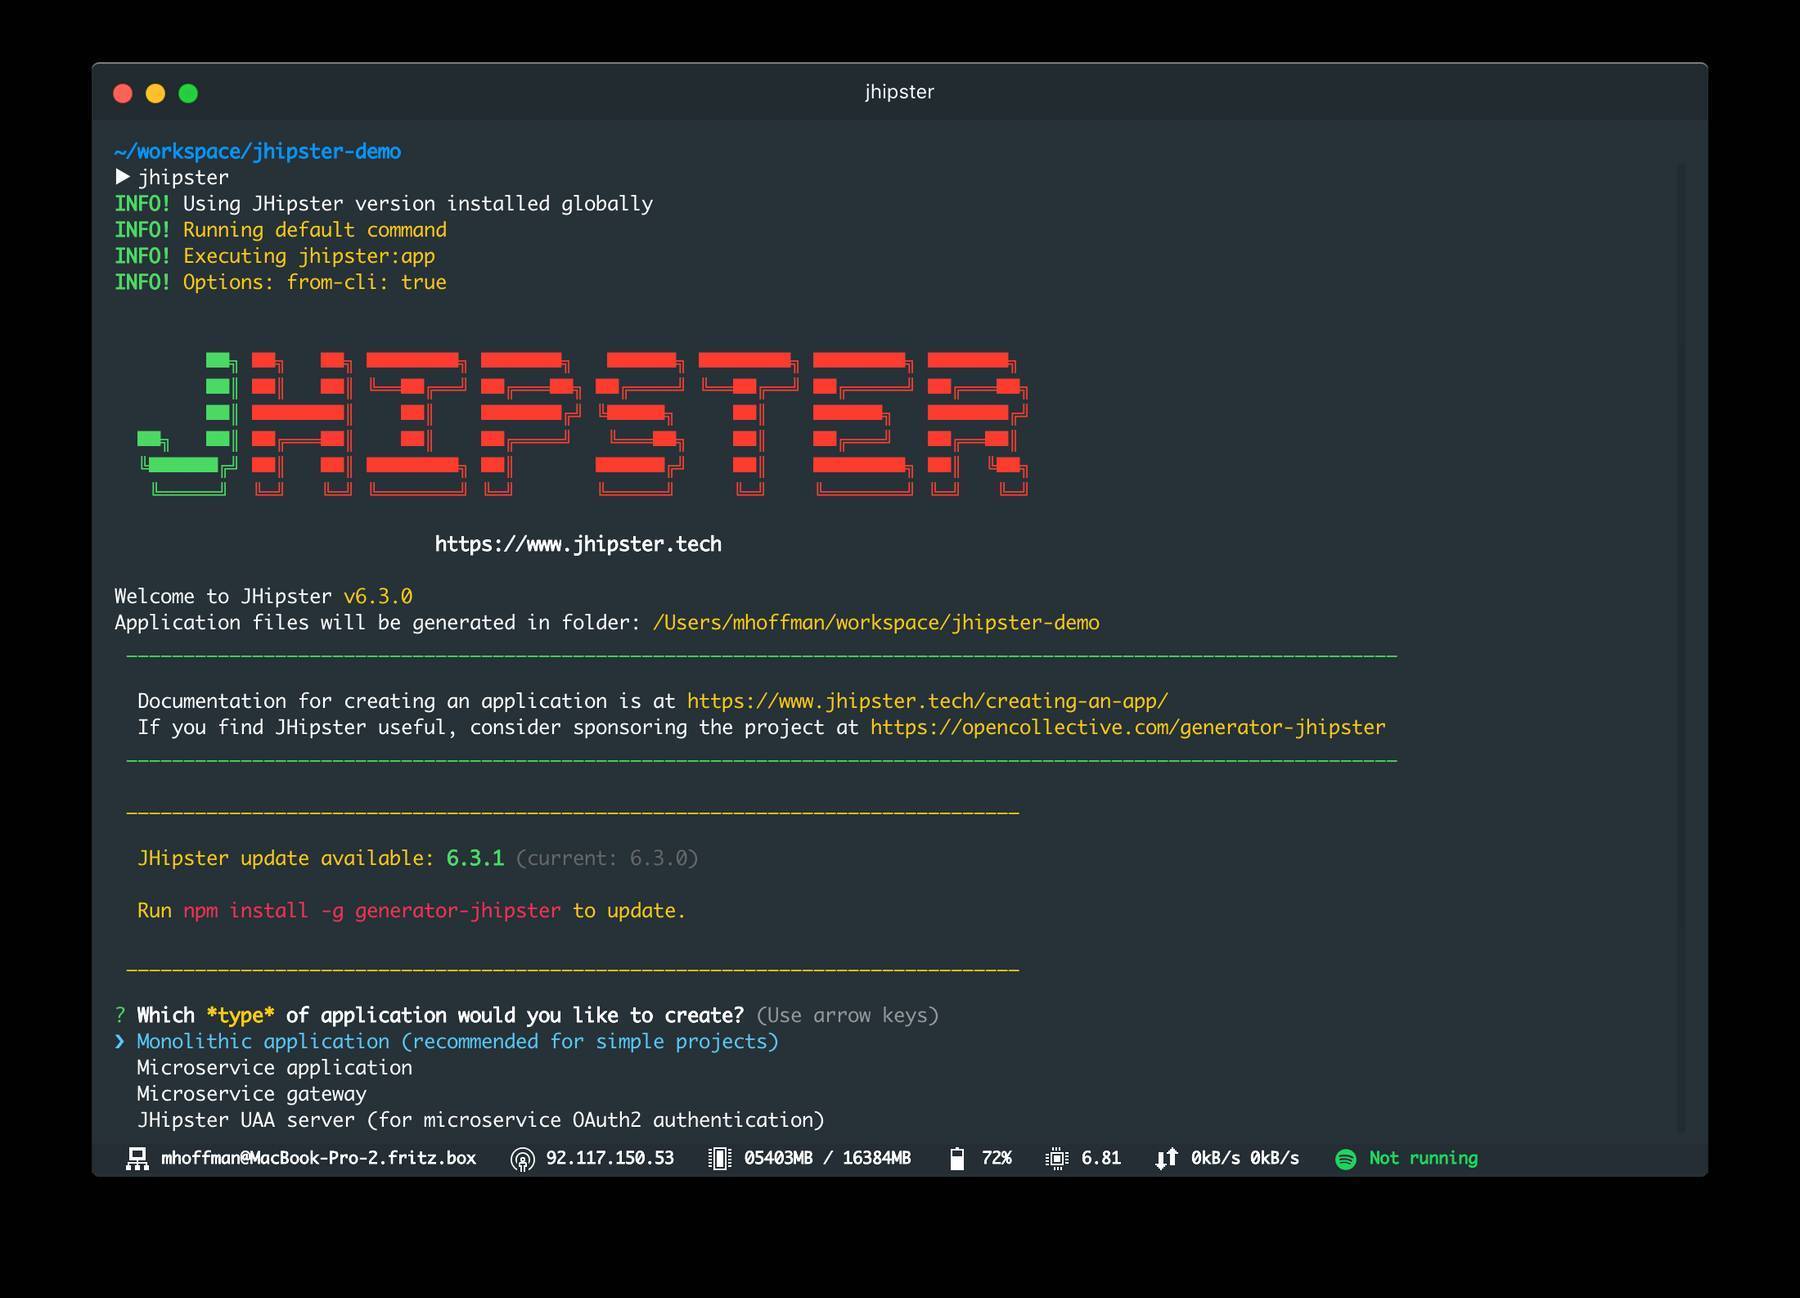 jhipster
~/workspace/jhipster-demo
▶ jhipster
INFO! Using JHipster version installed globally
INFO! Running default command
INFO! Executing jhipster:app
INFO! Options: from-cli: true
JHIPSTER
https://www.jhipster.tech
Welcome to JHipster v6.3.0
Application files will be generated in folder: /Users/mhoffman/workspace/jhipster-demo
Documentation for creating an application is at https://www.jhipster.tech/creating-an-app/
If you find JHipster useful, consider sponsoring the project at https://opencollective.com/generator-jhipster
JHipster update available: 6.3.1 (current: 6.3.0)
Run npm install -g generator-jhipster to update.
? Which *type* of application would you like to create? (Use arrow keys)
❯ Monolithic application (recommended for simple projects)
Microservice application
Microservice gateway
JHipster UAA server (for microservice OAuth2 authentication)
mhoffman@MacBook-Pro-2.fritz.box 92.117.150.53 05403MB / 16384MB 72% 6.81 0kB/s 0kB/s Not running